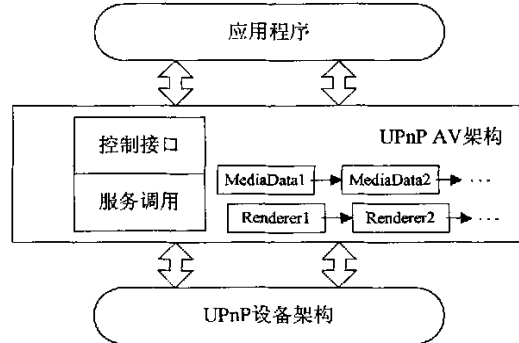 应用程序
控制接口
服务调用
UPnP AV架构
MediaData1
MediaData2
...
Renderer1
Renderer2
...
UPnP设备架构